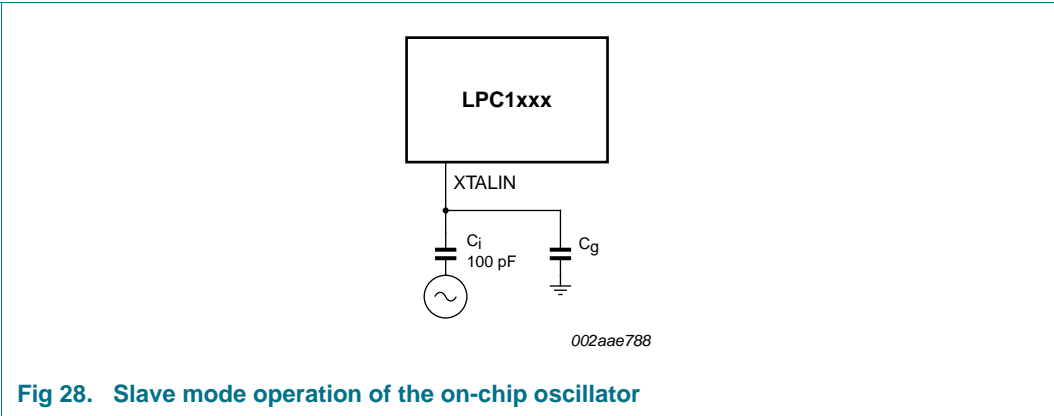 LPC1xxx
XTALIN
Ci
100 pF
Cg
002aae788
Fig 28. Slave mode operation of the on-chip oscillator